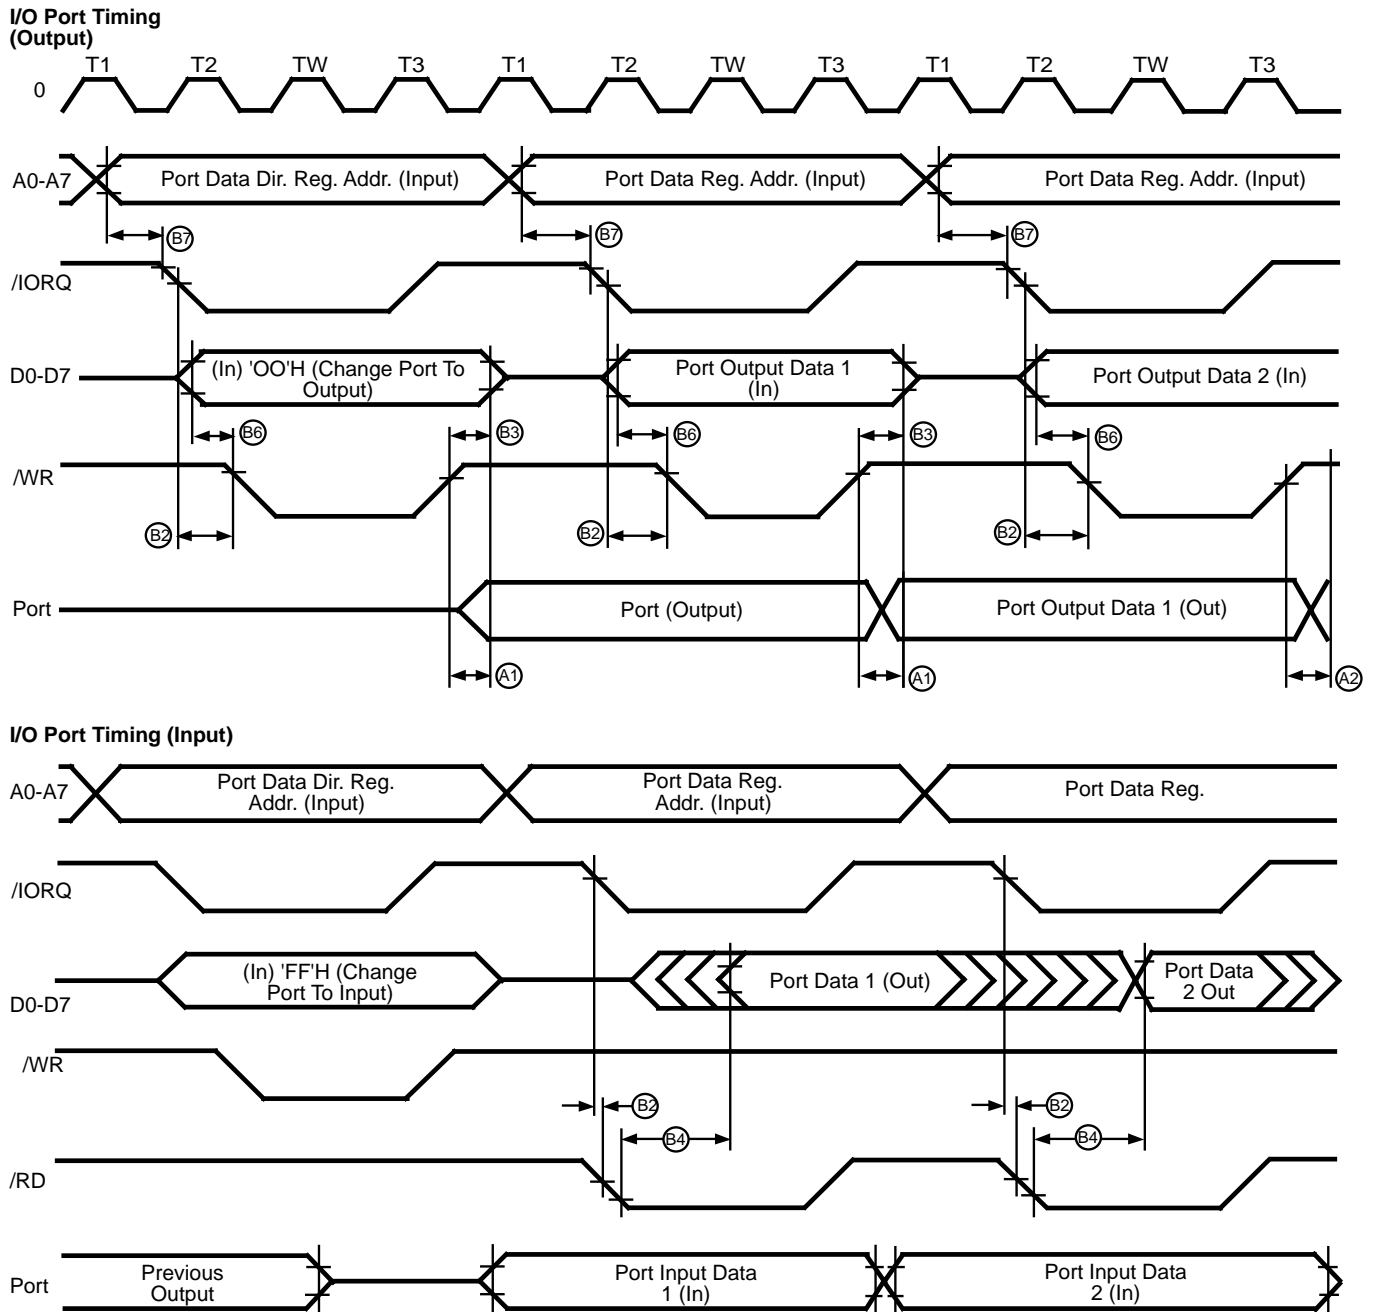 I/O Port Timing
(Output)
T1 T2 TW T3 T1 T2 TW T3 T1 T2 TW T3
0
A0-A7 Port Data Dir. Reg. Addr. (Input) Port Data Reg. Addr. (Input) Port Data Reg. Addr. (Input)
B7 B7 B7
/IORQ
D0-D7 (In) 'OO'H (Change Port To
Output)
Port Output Data 1
(In)
Port Output Data 2 (In)
B6 B3 B6 B3 B6
/WR
B2 B2 B2
Port Port (Output) Port Output Data 1 (Out)
A1 A1 A2
I/O Port Timing (Input)
A0-A7 Port Data Dir. Reg.
Addr. (Input)
Port Data Reg.
Addr. (Input)
Port Data Reg.
/IORQ
D0-D7 (In) 'FF'H (Change
Port To Input)
Port Data 1 (Out)
Port Data
2 Out
/WR
B2 B2
B4 B4
/RD
Port Previous
Output
Port Input Data
1 (In)
Port Input Data
2 (In)